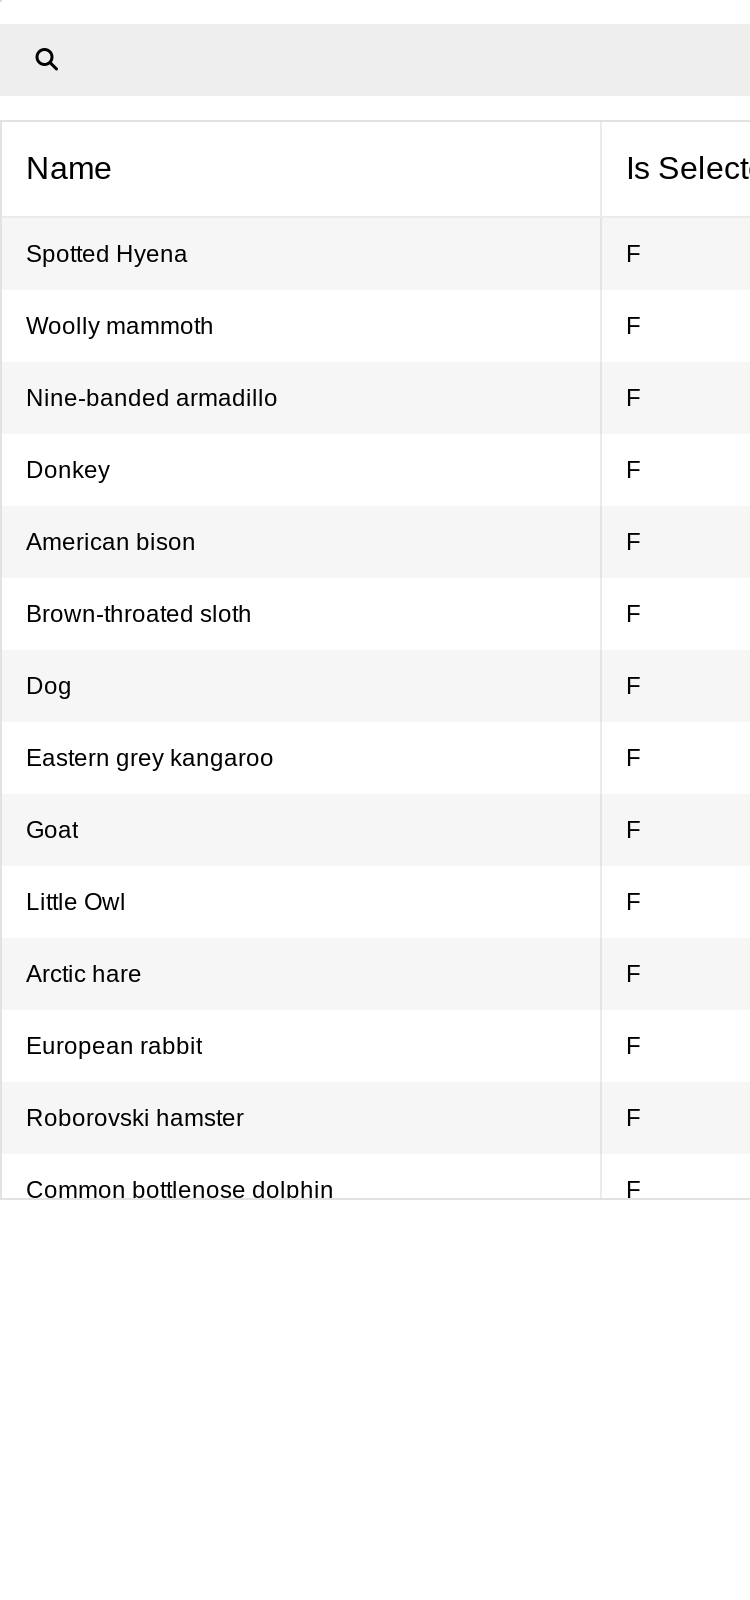 Name Is Select
Spotted Hyena F
Woolly mammoth F
Nine-banded armadillo F
Donkey F
American bison F
Brown-throated sloth F
Dog F
Eastern grey kangaroo F
Goat F
Little Owl F
Arctic hare F
European rabbit F
Roborovski hamster F
Common bottlenose dolphin F